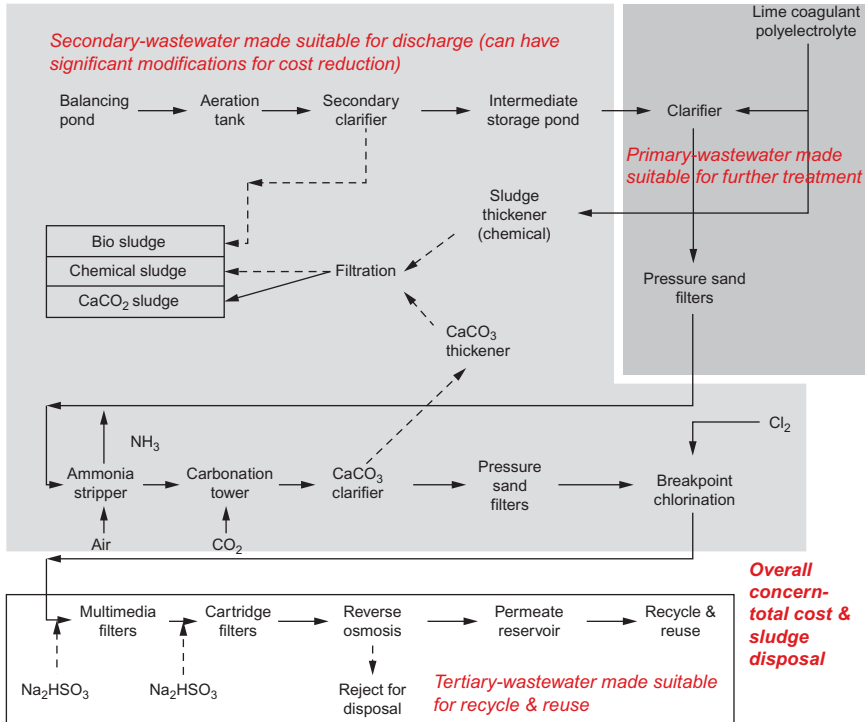 Lime coagulant
polyelectrolyte
Secondary-wastewater made suitable for discharge (can have
significant modifications for cost reduction)
Balancing
pond
Aeration
tank
Secondary
clarifier
Intermediate
storage pond
Clarifier
Primary-wastewater made
suitable for further treatment
Sludge
thickener
(chemical)
Bio sludge
Chemical sludge
CaCO₂ sludge
Filtration
Pressure sand
filters
CaCO₃
thickener
NH₃
Cl₂
Ammonia
stripper
Carbonation
tower
CaCO₃
clarifier
Pressure
sand
filters
Breakpoint
chlorination
Air
CO₂
Overall
concern-
total cost &
sludge
disposal
Multimedia
filters
Cartridge
filters
Reverse
osmosis
Permeate
reservoir
Recycle &
reuse
Na₂HSO₃
Na₂HSO₃
Reject for
disposal
Tertiary-wastewater made suitable
for recycle & reuse